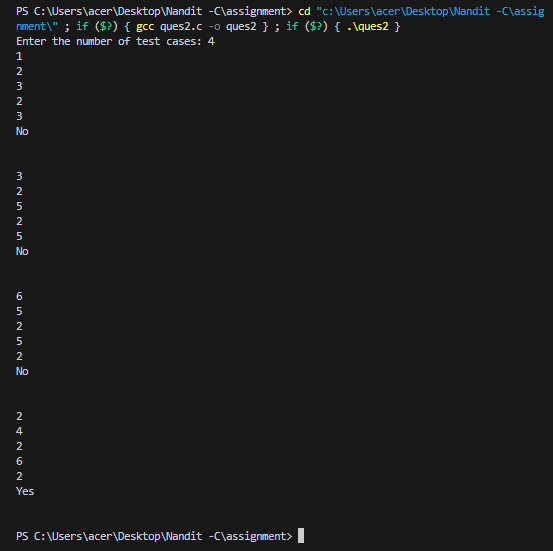 PS C:\Users\acer\Desktop\Nandit -C\assignment> cd "c:\Users\acer\Desktop\Nandit -C\assig
nment\" ; if ($?) { gcc ques2.c -o ques2 } ; if ($?) { .\ques2 }
Enter the number of test cases: 4
1
2
3
2
3
No
3
2
5
2
5
No
6
5
2
5
2
No
2
4
2
6
2
Yes
PS C:\Users\acer\Desktop\Nandit -C\assignment>